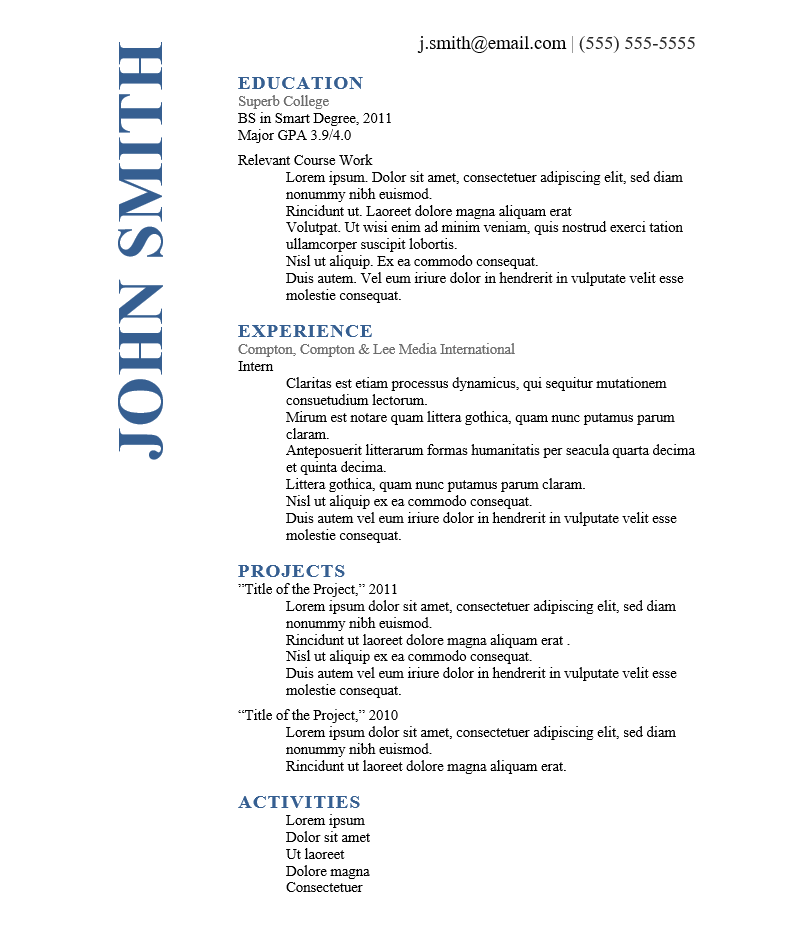 JOHN SMITH
j.smith@email.com | (555) 555-5555
EDUCATION
Superb College
BS in Smart Degree, 2011
Major GPA 3.9/4.0
Relevant Course Work
Lorem ipsum. Dolor sit amet, consectetuer adipiscing elit, sed diam
nonummy nibh euismod.
Rincidunt ut. Laoreet dolore magna aliquam erat
Volutpat. Ut wisi enim ad minim veniam, quis nostrud exerci tation
ullamcorper suscipit lobortis.
Nisl ut aliquip. Ex ea commodo consequat.
Duis autem. Vel eum iriure dolor in hendrerit in vulputate velit esse
molestie consequat.
EXPERIENCE
Compton, Compton & Lee Media International
Intern
Claritas est etiam processus dynamicus, qui sequitur mutationem
consuetudium lectorum.
Mirum est notare quam littera gothica, quam nunc putamus parum
claram.
Anteposuerit litterarum formas humanitatis per seacula quarta decima
et quinta decima.
Littera gothica, quam nunc putamus parum claram.
Nisl ut aliquip ex ea commodo consequat.
Duis autem vel eum iriure dolor in hendrerit in vulputate velit esse
molestie consequat.
PROJECTS
”Title of the Project,” 2011
Lorem ipsum dolor sit amet, consectetuer adipiscing elit, sed diam
nonummy nibh euismod.
Rincidunt ut laoreet dolore magna aliquam erat .
Nisl ut aliquip ex ea commodo consequat.
Duis autem vel eum iriure dolor in hendrerit in vulputate velit esse
molestie consequat.
“Title of the Project,” 2010
Lorem ipsum dolor sit amet, consectetuer adipiscing elit, sed diam
nonummy nibh euismod.
Rincidunt ut laoreet dolore magna aliquam erat.
ACTIVITIES
Lorem ipsum
Dolor sit amet
Ut laoreet
Dolore magna
Consectetuer